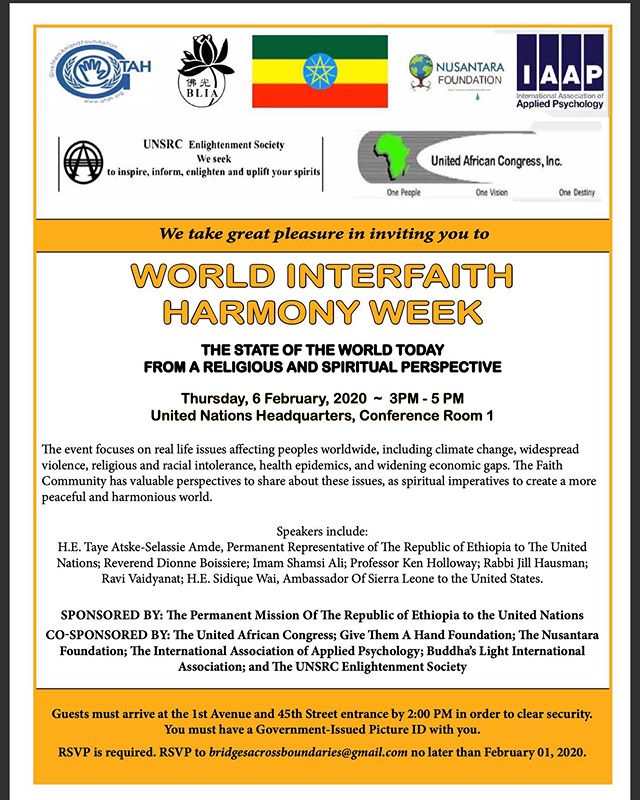 GiveThemAHandFoundation
GTAH
www.gtah.org
佛光
BLIA
NUSANTARA
FOUNDATION
IAAP
International Association of
Applied Psychology
UNSRC Enlightenment Society
We seek
to inspire, inform, enlighten and uplift your spirits
United African Congress, Inc.
One People One Vision One Destiny
We take great pleasure in inviting you to
WORLD INTERFAITH
HARMONY WEEK
THE STATE OF THE WORLD TODAY
FROM A RELIGIOUS AND SPIRITUAL PERSPECTIVE
Thursday, 6 February, 2020 ~ 3PM - 5 PM
United Nations Headquarters, Conference Room 1
The event focuses on real life issues affecting peoples worldwide, including climate change, widespread
violence, religious and racial intolerance, health epidemics, and widening economic gaps. The Faith
Community has valuable perspectives to share about these issues, as spiritual imperatives to create a more
peaceful and harmonious world.
Speakers include:
H.E. Taye Atske-Selassie Amde, Permanent Representative of The Republic of Ethiopia to The United
Nations; Reverend Dionne Boissiere; Imam Shamsi Ali; Professor Ken Holloway; Rabbi Jill Hausman;
Ravi Vaidyanat; H.E. Sidique Wai, Ambassador Of Sierra Leone to the United States.
SPONSORED BY: The Permanent Mission Of The Republic of Ethiopia to the United Nations
CO-SPONSORED BY: The United African Congress; Give Them A Hand Foundation; The Nusantara
Foundation; The International Association of Applied Psychology; Buddha's Light International
Association; and The UNSRC Enlightenment Society
Guests must arrive at the 1st Avenue and 45th Street entrance by 2:00 PM in order to clear security.
You must have a Government-Issued Picture ID with you.
RSVP is required. RSVP to bridgesacrossboundaries@gmail.com no later than February 01, 2020.